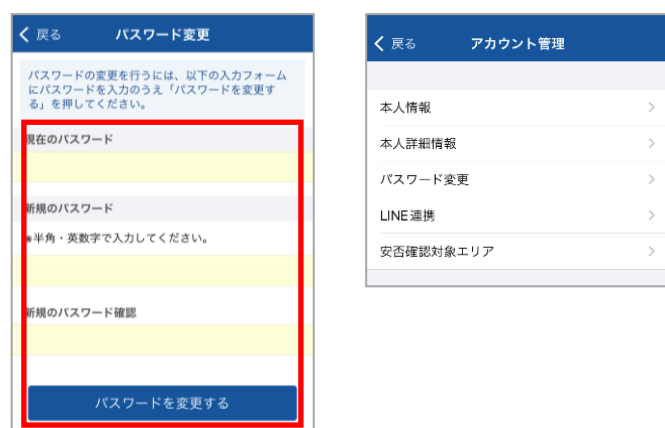 戻る
パスワード変更
パスワードの変更を行うには、以下の入力フォーム
にパスワードを入力のうえ「パスワードを変更す
る」を押してください。
現在のパスワード
新規のパスワード
※半角・英数字で入力してください。
新規のパスワード確認
パスワードを変更する
戻る
アカウント管理
本人情報
本人詳細情報
パスワード変更
LINE連携
安否確認対象エリア